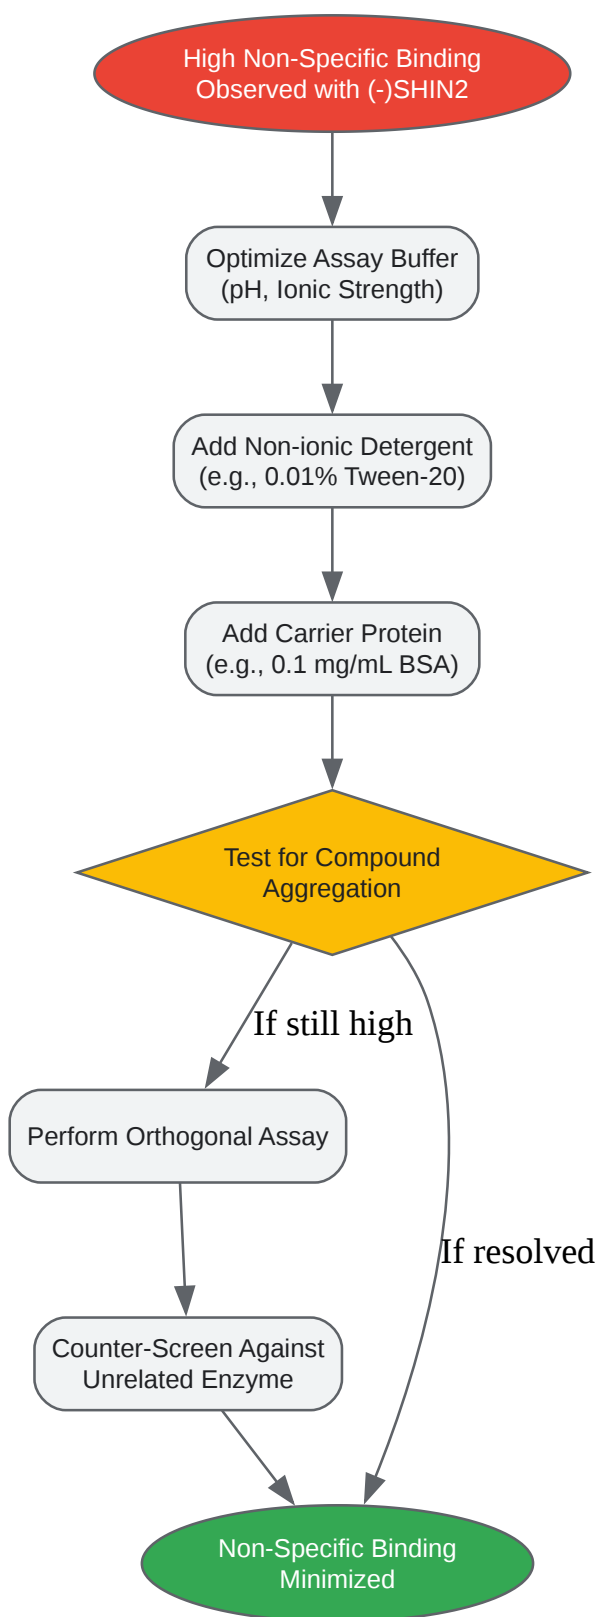 High Non-Specific Binding
Observed with (-)SHIN2
Optimize Assay Buffer
(pH, Ionic Strength)
Add Non-ionic Detergent
(e.g., 0.01% Tween-20)
Add Carrier Protein
(e.g., 0.1 mg/mL BSA)
Test for Compound
Aggregation
If still high
Perform Orthogonal Assay
If resolved
Counter-Screen Against
Unrelated Enzyme
Non-Specific Binding
Minimized